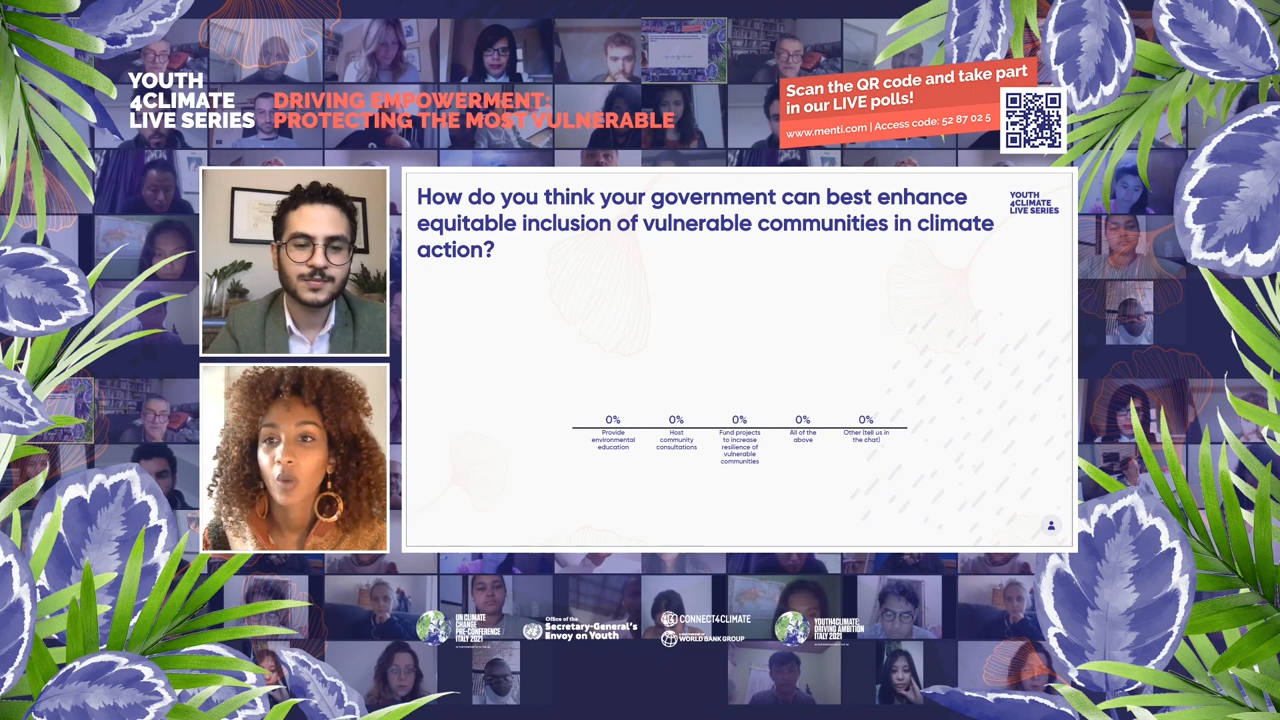 YOUTH
4CLIMATE
LIVE SERIES
DRIVING EMPOWERMENT:
PROTECTING THE MOST VULNERABLE
Scan the QR code and take part
in our LIVE polls!
www.menti.com | Access code: 52 87 02 5
How do you think your government can best enhance
equitable inclusion of vulnerable communities in climate
action?
YOUTH
4CLIMATE
LIVE SERIES
0%
0%
0%
0%
0%
Provide
environmental
education
Host
community
consultations
Fund projects
to increase
resilience of
vulnerable
communities
All of the
above
Other (tell us in
the chat)
UN CLIMATE
CHANGE
PRE-CONFERENCE
ITALY 2021
Office of the
Secretary-General's
Envoy on Youth
CONNECT4CLIMATE
WORLD BANK GROUP
YOUTH4CLIMATE:
DRIVING AMBITION
ITALY 2021